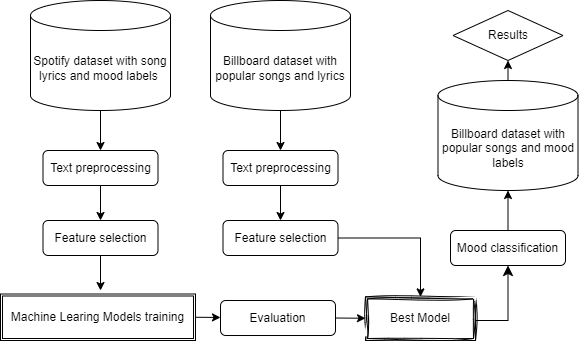 Spotify dataset with song
lyrics and mood labels
Billboard dataset with
popular songs and lyrics
Results
Billboard dataset with
popular songs and mood
labels
Text preprocessing
Text preprocessing
Feature selection
Feature selection
Mood classification
Machine Learing Models training
Evaluation
Best Model